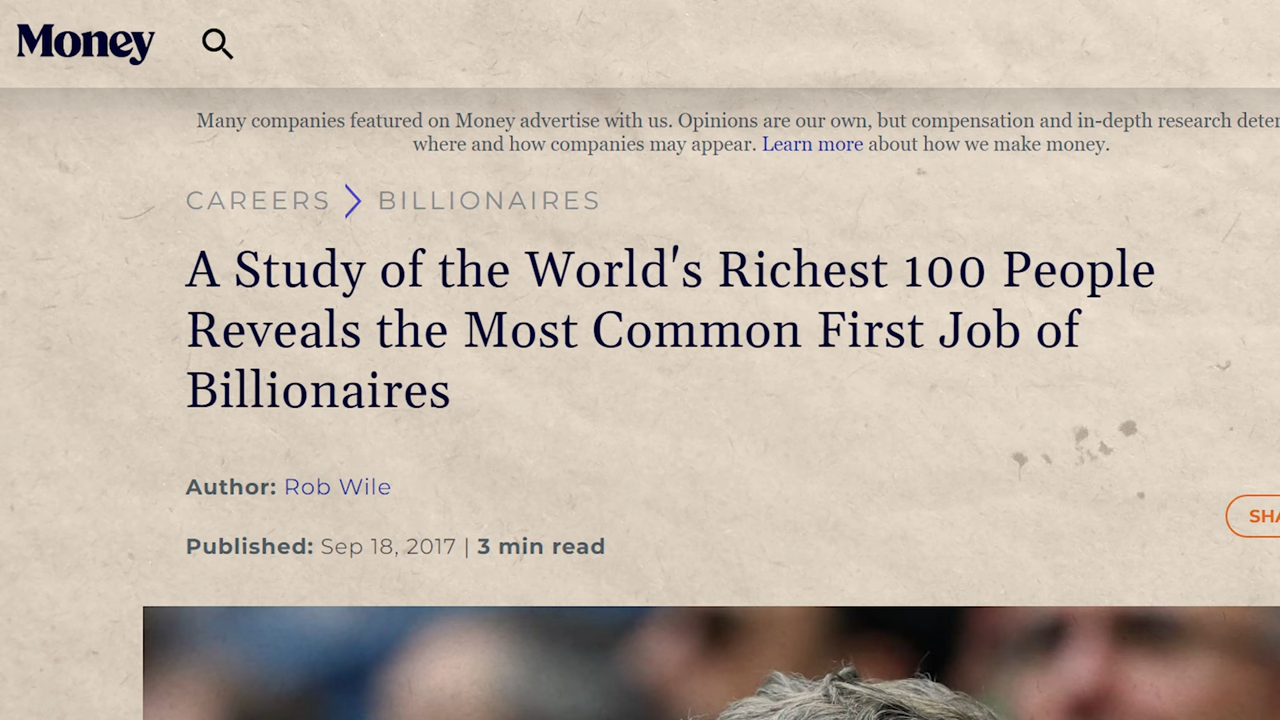 Money
Many companies featured on Money advertise with us. Opinions are our own, but compensation and in-depth research
where and how companies may appear. Learn more about how we make money.
CAREERS > BILLIONAIRES
A Study of the World's Richest 100 People
Reveals the Most Common First Job of
Billionaires
Author: Rob Wile
Published: Sep 18, 2017 | 3 min read